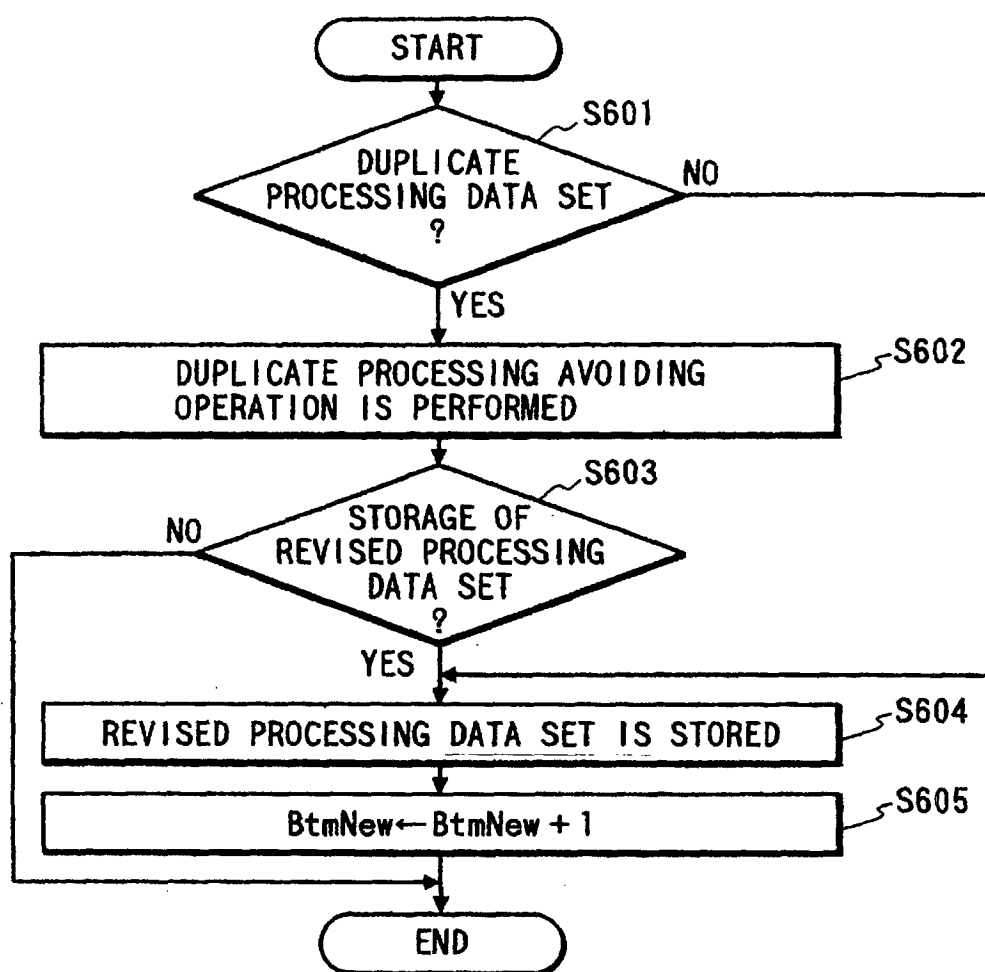 START
S601
DUPLICATE
PROCESSING DATA SET
?
NO
YES
S602
DUPLICATE PROCESSING AVOIDING
OPERATION IS PERFORMED
S603
NO
STORAGE OF
REVISED PROCESSING
DATA SET
?
YES
S604
REVISED PROCESSING DATA SET IS STORED
S605
BtmNew←BtmNew + 1
END